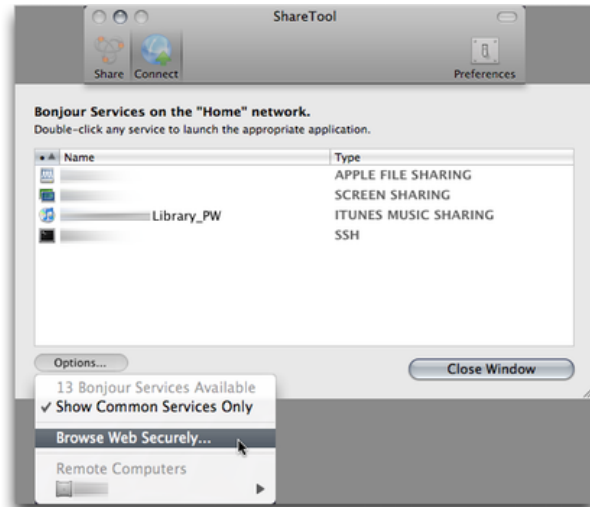 ShareTool
Share Connect Preferences
Bonjour Services on the "Home" network.
Double-click any service to launch the appropriate application.
Name Type
APPLE FILE SHARING
SCREEN SHARING
Library_PW ITUNES MUSIC SHARING
SSH
Options... Close Window
13 Bonjour Services Available
✓ Show Common Services Only
Browse Web Securely...
Remote Computers